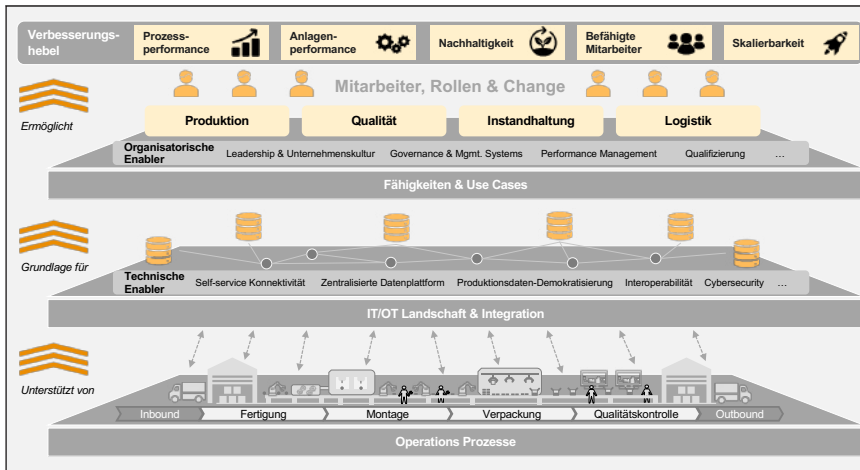 Verbesserungs-
hebel
Prozess-
performance
Anlagen-
performance
Nachhaltigkeit
Befähigte
Mitarbeiter
Skalierbarkeit
Mitarbeiter, Rollen & Change
Ermöglicht
Produktion
Qualität
Instandhaltung
Logistik
Organisatorische
Enabler
Leadership & Unternehmenskultur
Governance & Mgmt. Systems
Performance Management
Qualifizierung
...
Fähigkeiten & Use Cases
Grundlage für
Technische
Enabler
Self-service Konnektivität
Zentralisierte Datenplattform
Produktionsdaten-Demokratisierung
Interoperabilität
Cybersecurity
...
IT/OT Landschaft & Integration
Unterstützt von
Inbound
Fertigung
Montage
Verpackung
Qualitätskontrolle
Outbound
Operations Prozesse